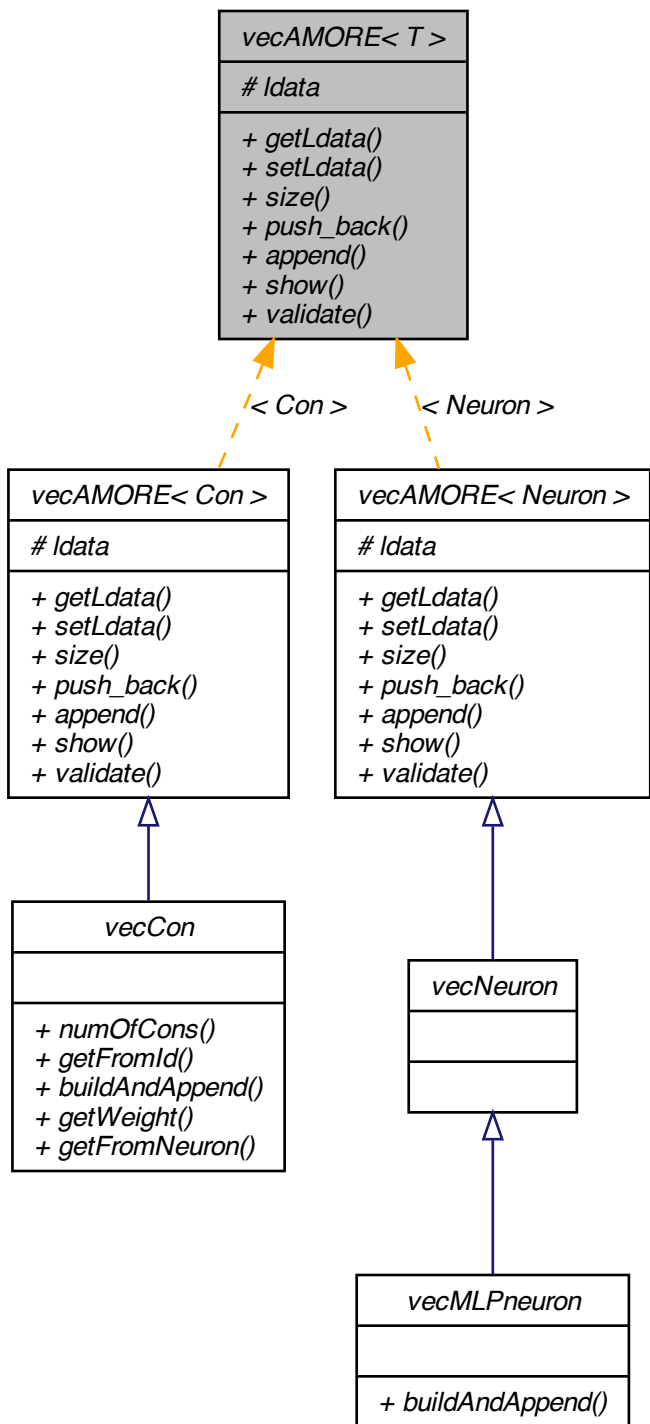 vecAMORE< T >
# ldata
+ getLdata()
+ setLdata()
+ size()
+ push_back()
+ append()
+ show()
+ validate()
< Con >
< Neuron >
vecAMORE< Con >
# ldata
+ getLdata()
+ setLdata()
+ size()
+ push_back()
+ append()
+ show()
+ validate()
vecAMORE< Neuron >
# ldata
+ getLdata()
+ setLdata()
+ size()
+ push_back()
+ append()
+ show()
+ validate()
vecCon
+ numOfCons()
+ getFromId()
+ buildAndAppend()
+ getWeight()
+ getFromNeuron()
vecNeuron
vecMLPneuron
+ buildAndAppend()